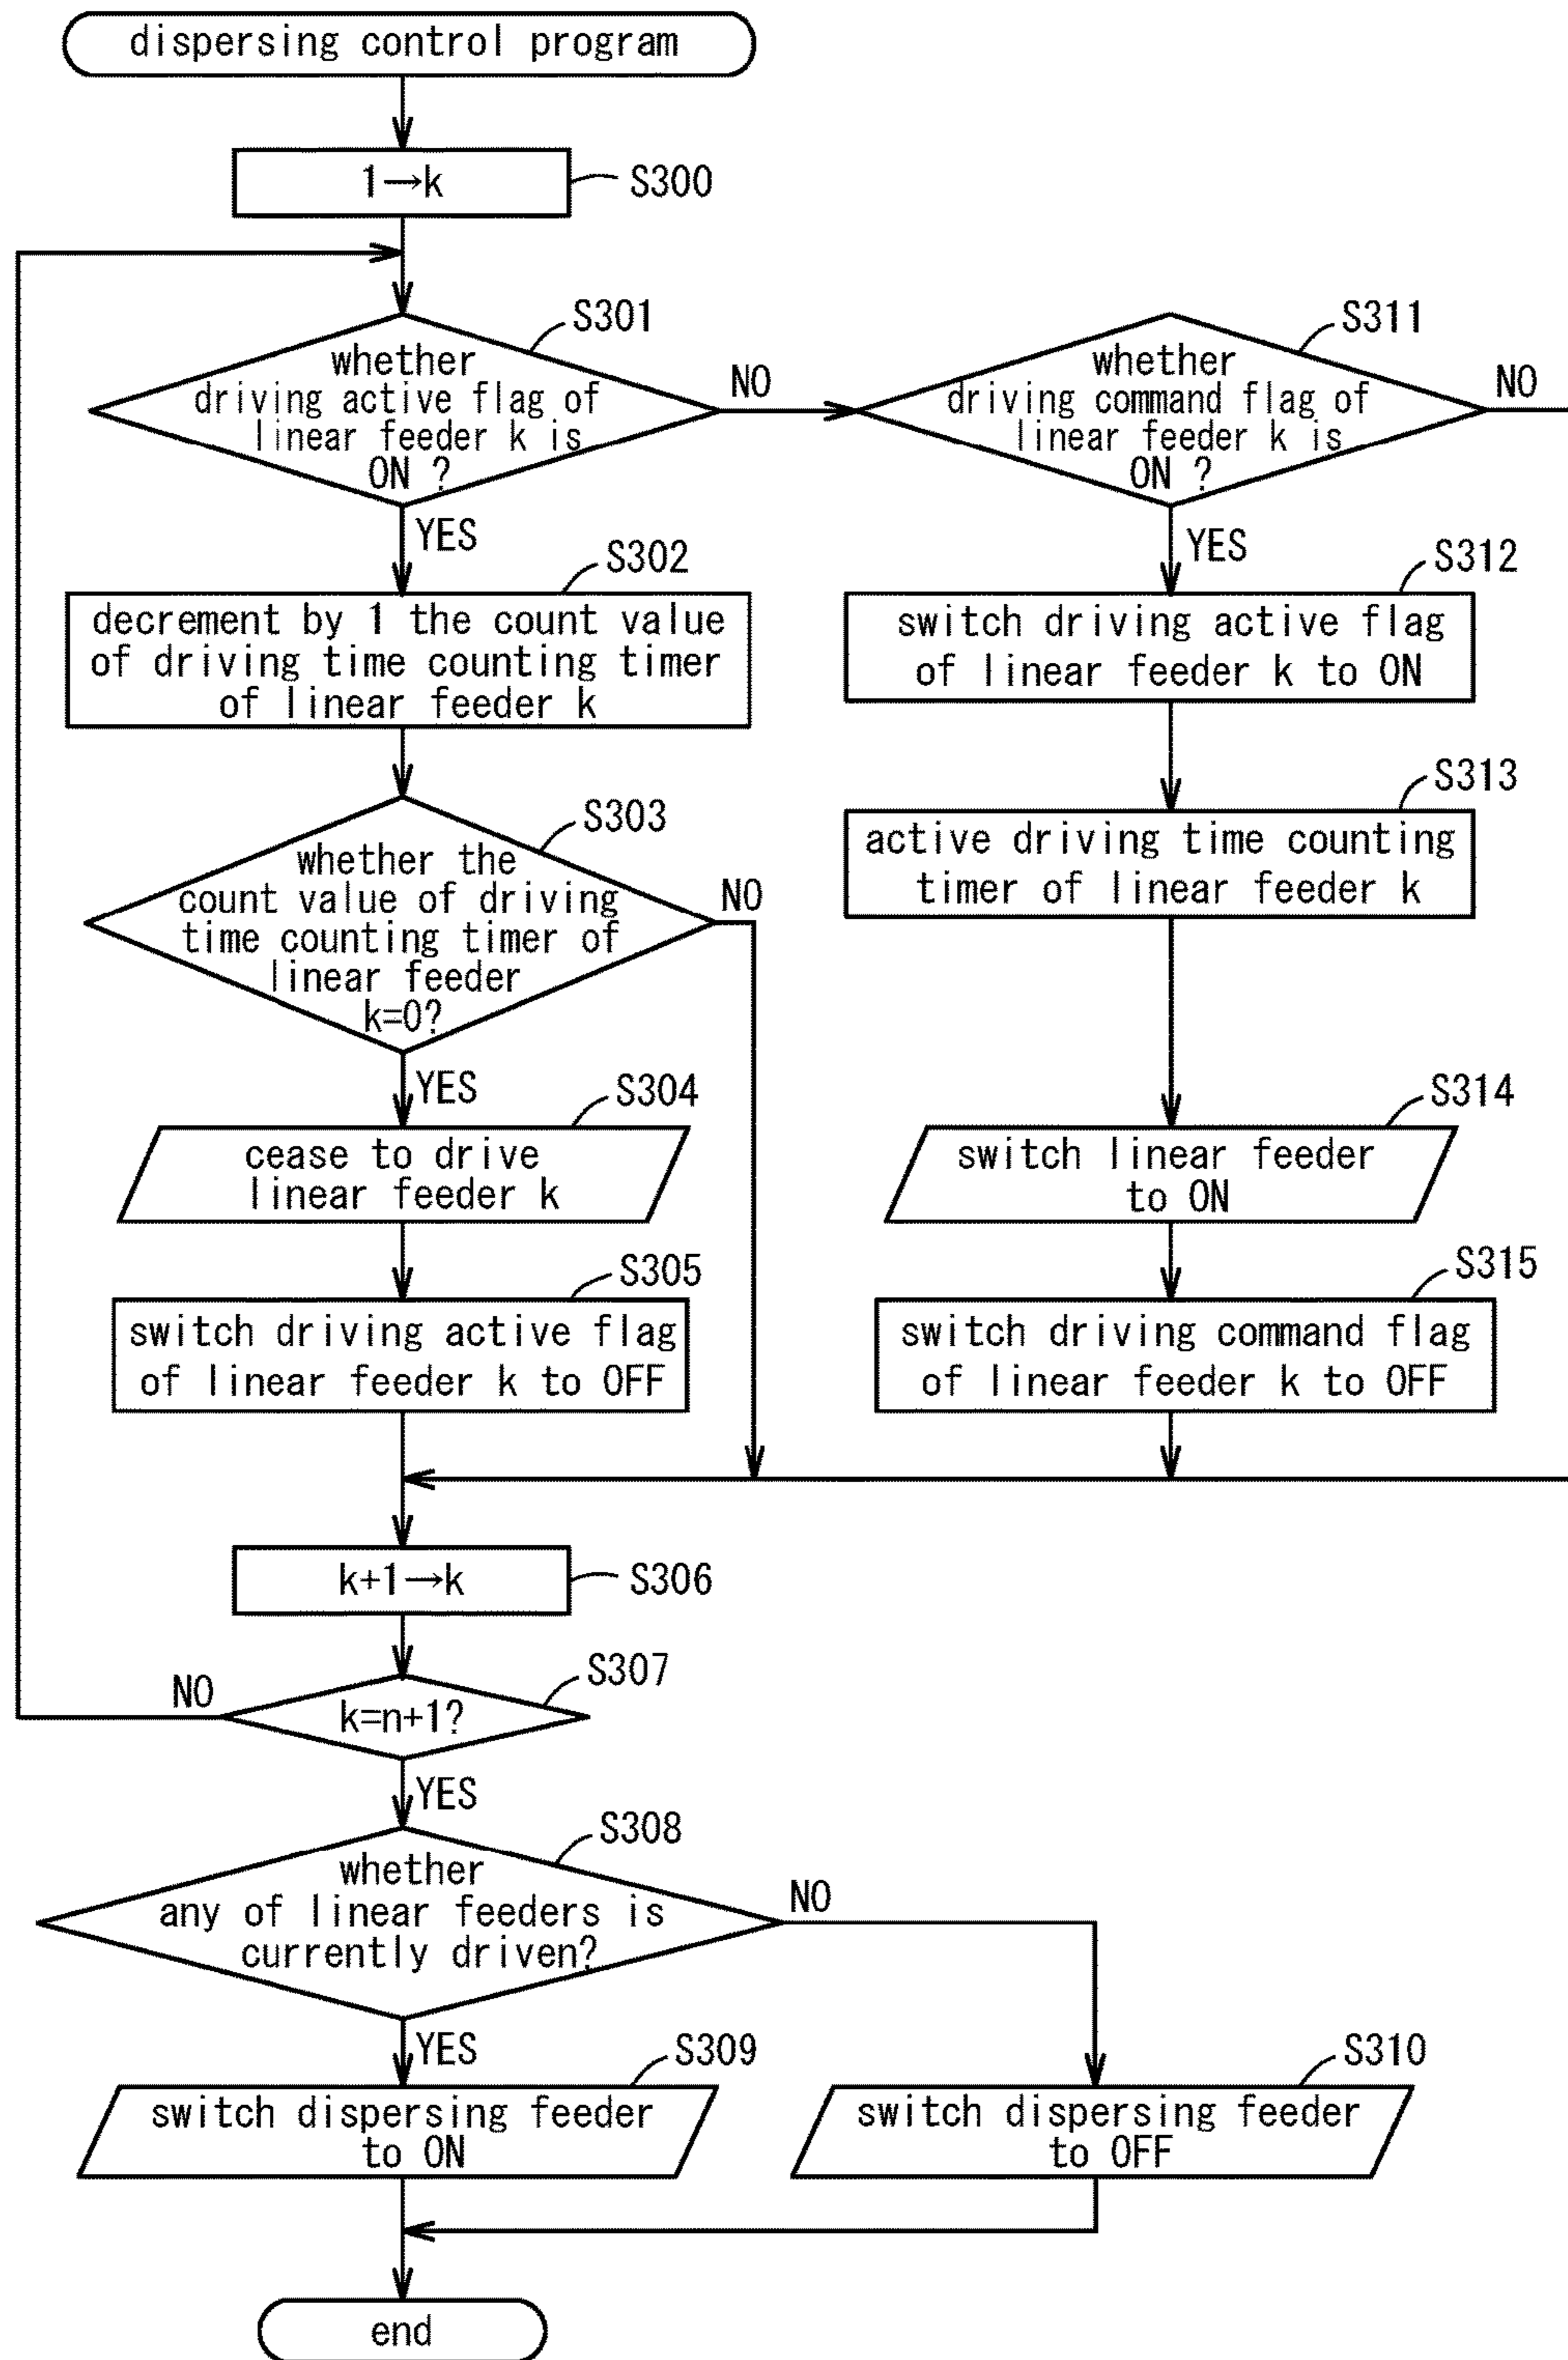 dispersing control program
1→k
S300
S301
whether
driving active flag of
linear feeder k is
ON ?
NO
YES
S311
whether
driving command flag of
linear feeder k is
ON ?
NO
YES
S302
decrement by 1 the count value
of driving time counting timer
of linear feeder k
S312
switch driving active flag
of linear feeder k to ON
S303
whether the
count value of driving
time counting timer of
linear feeder
k=0?
NO
YES
S313
active driving time counting
timer of linear feeder k
S304
cease to drive
linear feeder k
S314
switch linear feeder
to ON
S305
switch driving active flag
of linear feeder k to OFF
S315
switch driving command flag
of linear feeder k to OFF
k+1→k
S306
S307
NO
k=n+1?
YES
S308
whether
any of linear feeders is
currently driven?
NO
YES
S309
switch dispersing feeder
to ON
S310
switch dispersing feeder
to OFF
end